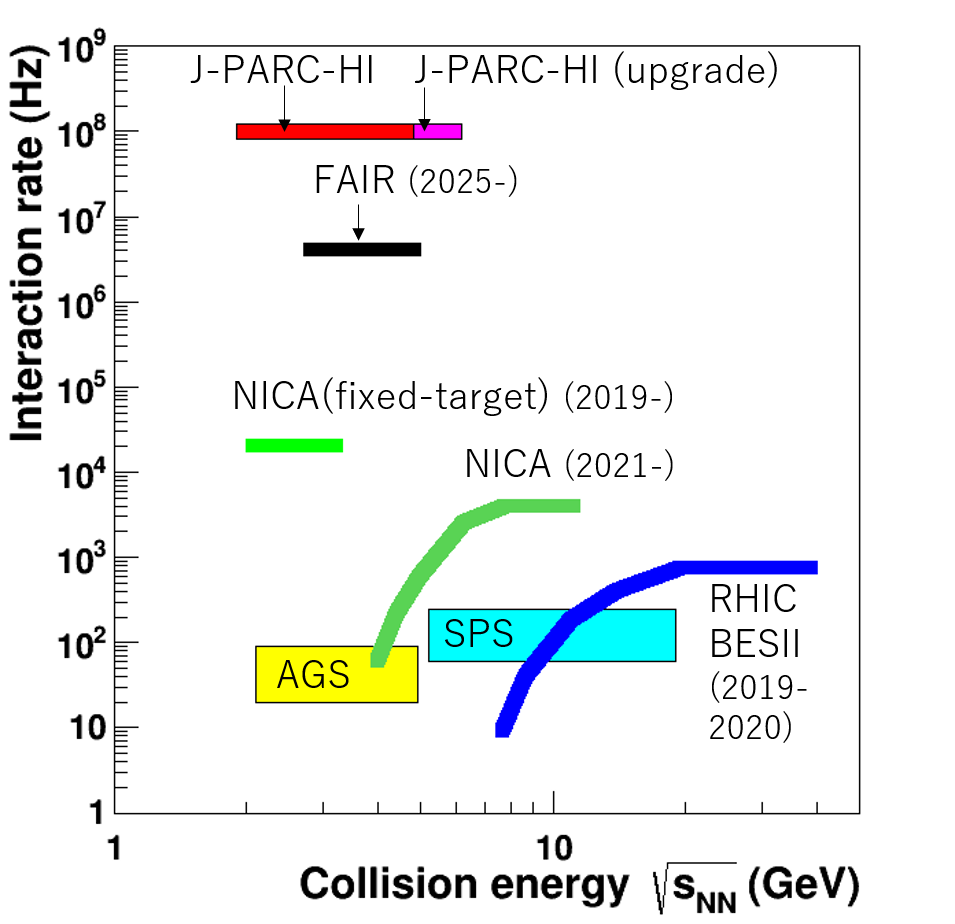 10⁹
J-PARC-HI J-PARC-HI (upgrade)
10⁸
FAIR (2025-)
10⁷
10⁶
10⁵
NICA(fixed-target) (2019-)
10⁴
NICA (2021-)
10³
RHIC
BESII
(2019-
2020)
SPS
10²
AGS
10
1
1 10
Interaction rate (Hz)
Collision energy √sNN (GeV)